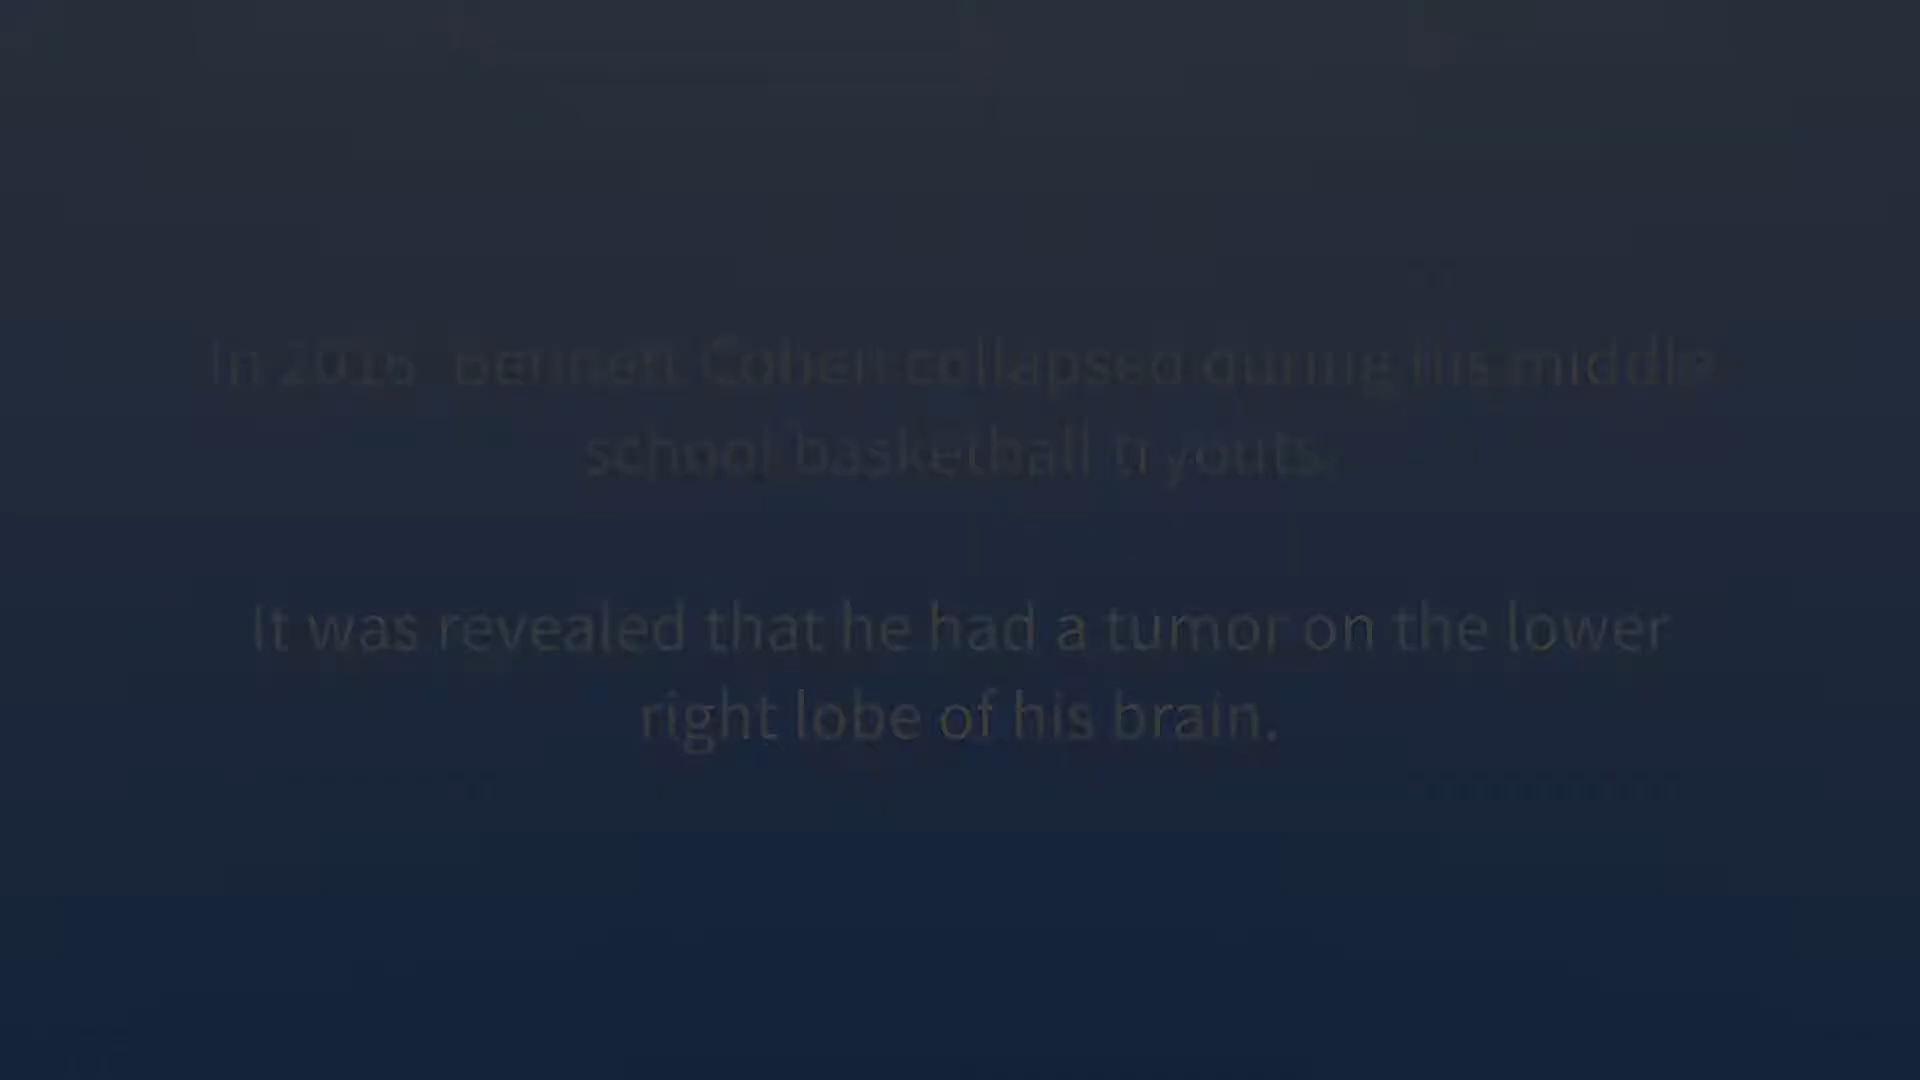 In 2016 Bennett Cohen collapsed during his middle
school basketball tryouts.
It was revealed that he had a tumor on the lower
right lobe of his brain.